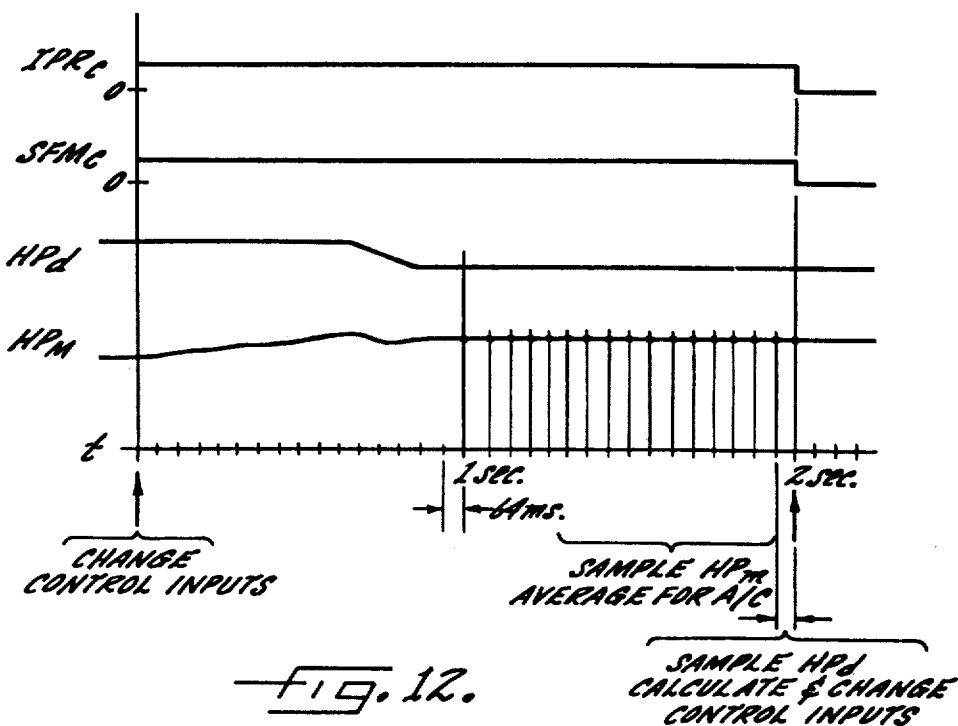 IPRc
0
SFMc
0
HPd
HPM
t
1 sec.
2 sec.
64ms.
CHANGE
CONTROL INPUTS
SAMPLE HPm
AVERAGE FOR A/C
SAMPLE HPd
CALCULATE & CHANGE
CONTROL INPUTS
Fig. 12.